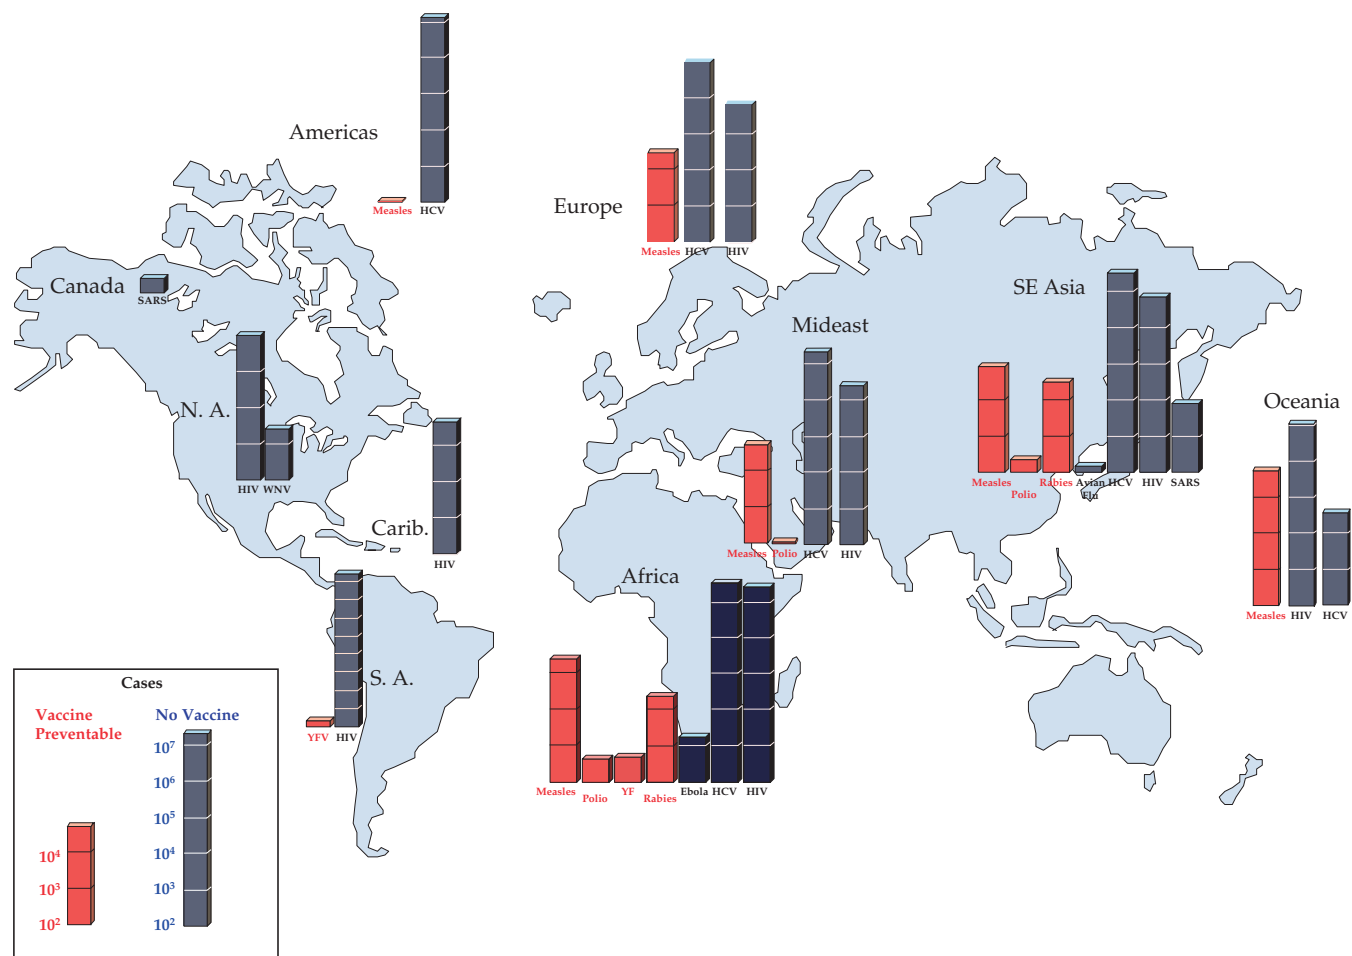 Americas
Measles
HCV
Europe
Measles
HCV
HIV
Canada
SARS
SE Asia
Measles
Polio
Rabies
Avian
Flu
HCV
HIV
SARS
Mideast
Measles
Polio
HCV
HIV
N. A.
HIV
WNV
Oceania
Measles
HIV
HCV
Carib.
HIV
Africa
Measles
Polio
YF
Rabies
Ebola
HCV
HIV
S. A.
YFV
HIV
Cases
Vaccine
Preventable
10⁴
10³
10²
No Vaccine
10⁷
10⁶
10⁵
10⁴
10³
10²